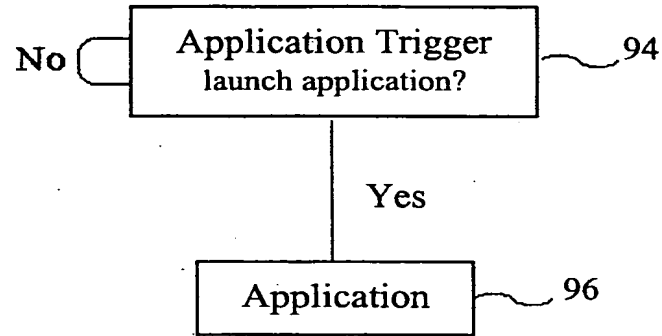 Application Trigger
No
launch application?
94
Yes
Application
96